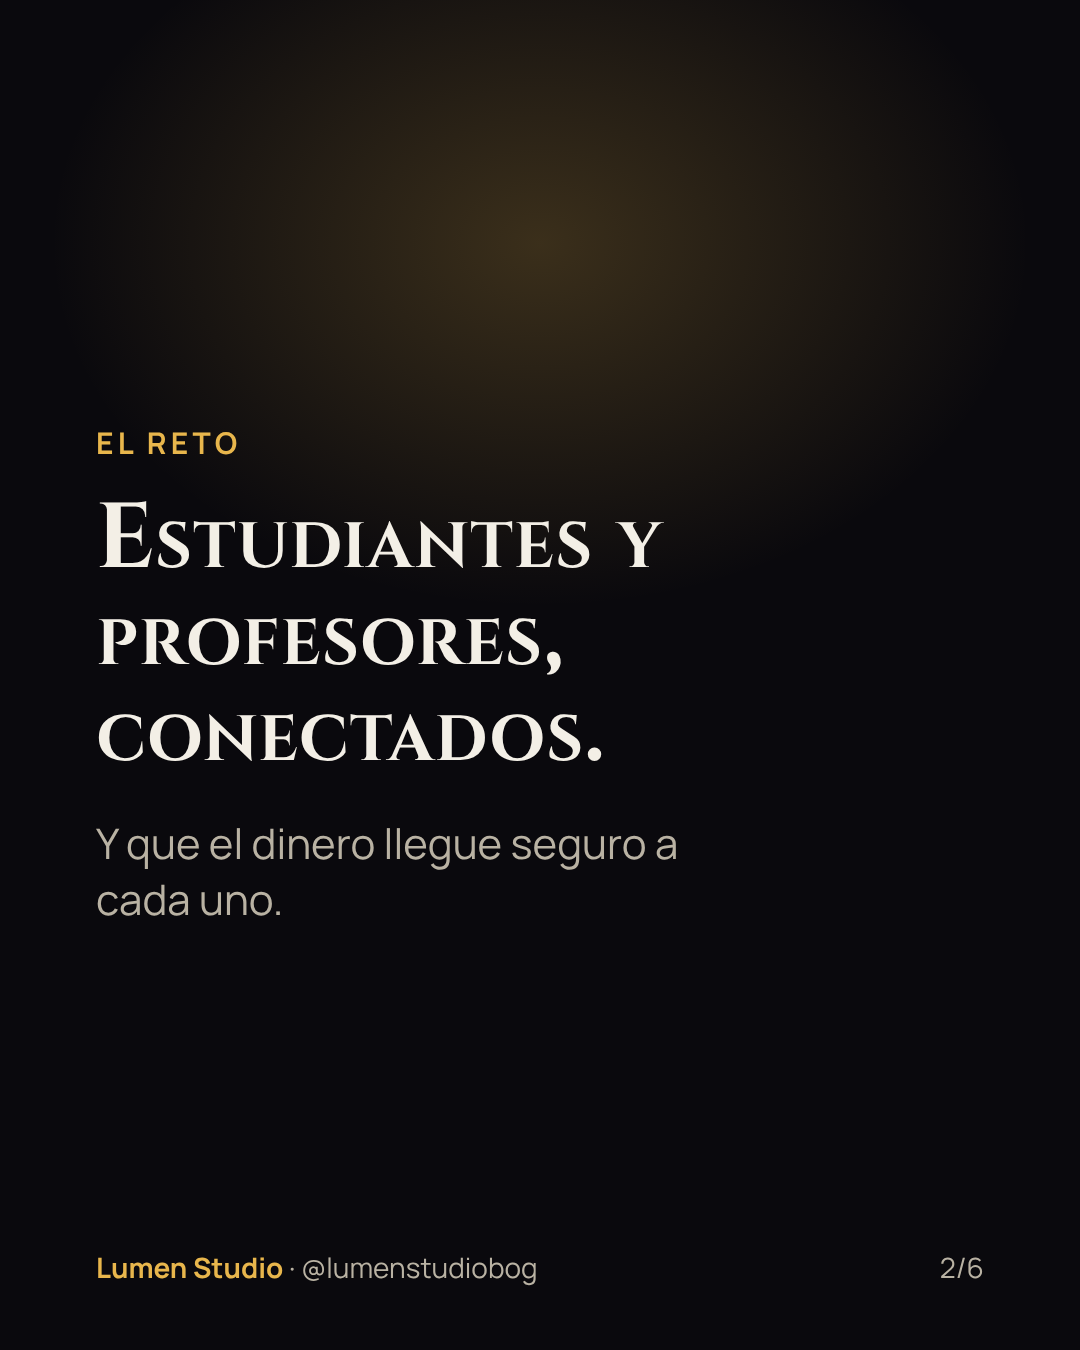 EL RETO
Estudiantes y
profesores,
conectados.
Y que el dinero llegue seguro a
cada uno.
Lumen Studio · @lumenstudiobog
2/6